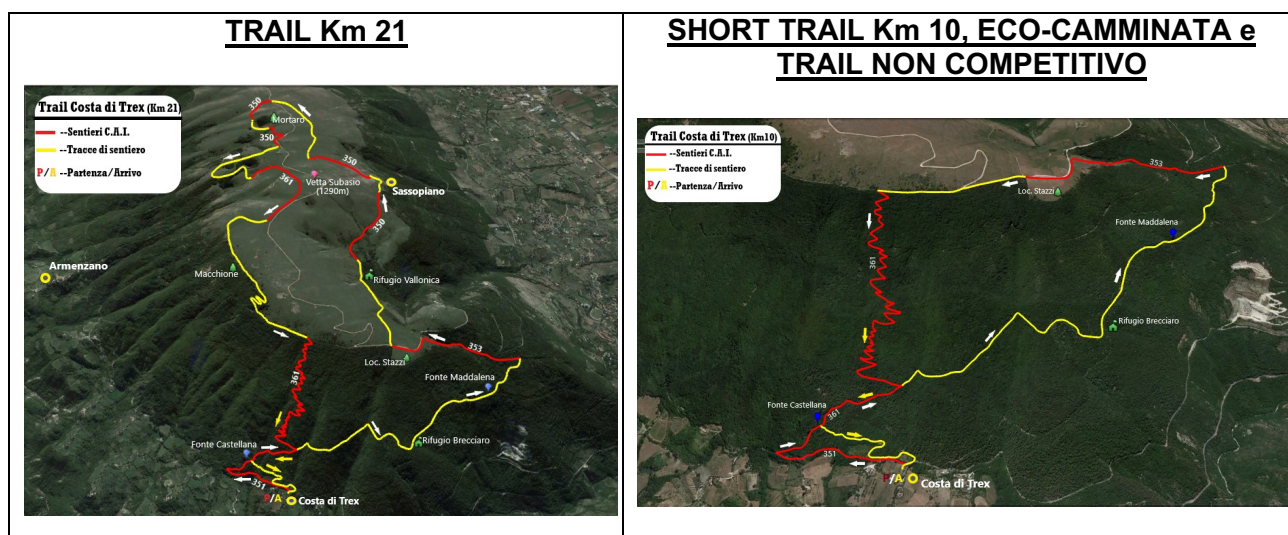 TRAIL Km 21
Trail Costa di Trex (Km 21)
--Sentieri C.A.I.
--Tracce di sentiero
P/A --Partenza/Arrivo
350
Mortaro
350
350
361
Vetta Subasio
(1290m)
Sassopiano
350
Armenzano
Macchione
Rifugio Vallonica
353
Loc. Stazzi
361
Fonte Maddalena
Fonte Castellana
Rifugio Brecciaro
351
P/A
Costa di Trex
SHORT TRAIL Km 10, ECO-CAMMINATA e
TRAIL NON COMPETITIVO
Trail Costa di Trex (Km10)
--Sentieri C.A.I.
--Tracce di sentiero
P/A --Partenza/Arrivo
353
Loc. Stazzi
Fonte Maddalena
361
Rifugio Brecciaro
Fonte Castellana
361
351
P/A
Costa di Trex